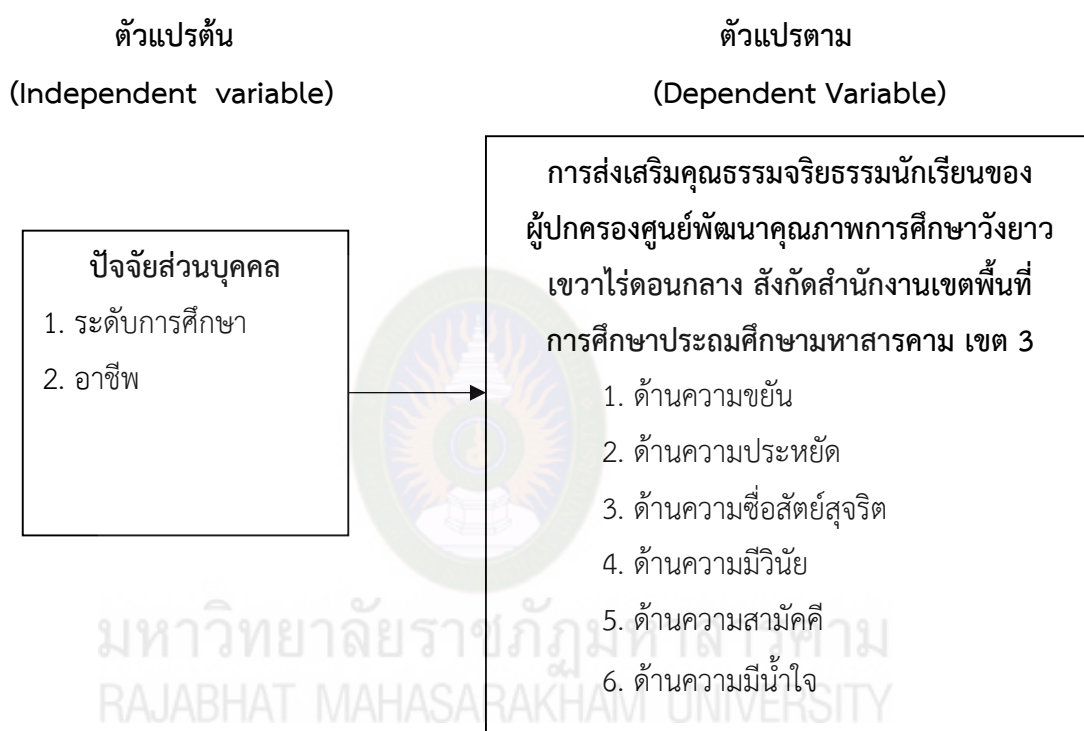 ตัวแปรต้น
(Independent variable)
ตัวแปรตาม
(Dependent Variable)
ปัจจัยส่วนบุคคล
1. ระดับการศึกษา
2. อาชีพ
การส่งเสริมคุณธรรมจริยธรรมนักเรียนของ
ผู้ปกครองศูนย์พัฒนาคุณภาพการศึกษาวังยาว
เขวาไร่ดอนกลาง สังกัดสำนักงานเขตพื้นที่
การศึกษาประถมศึกษามหาสารคาม เขต 3
1. ด้านความขยัน
2. ด้านความประหยัด
3. ด้านความซื่อสัตย์สุจริต
4. ด้านความมีวินัย
5. ด้านความสามัคคี
6. ด้านความมีน้ำใจ
มหาวิทยาลัยราชภัฏมหาสารคาม
RAJABHAT MAHASARAKHAM UNIVERSITY